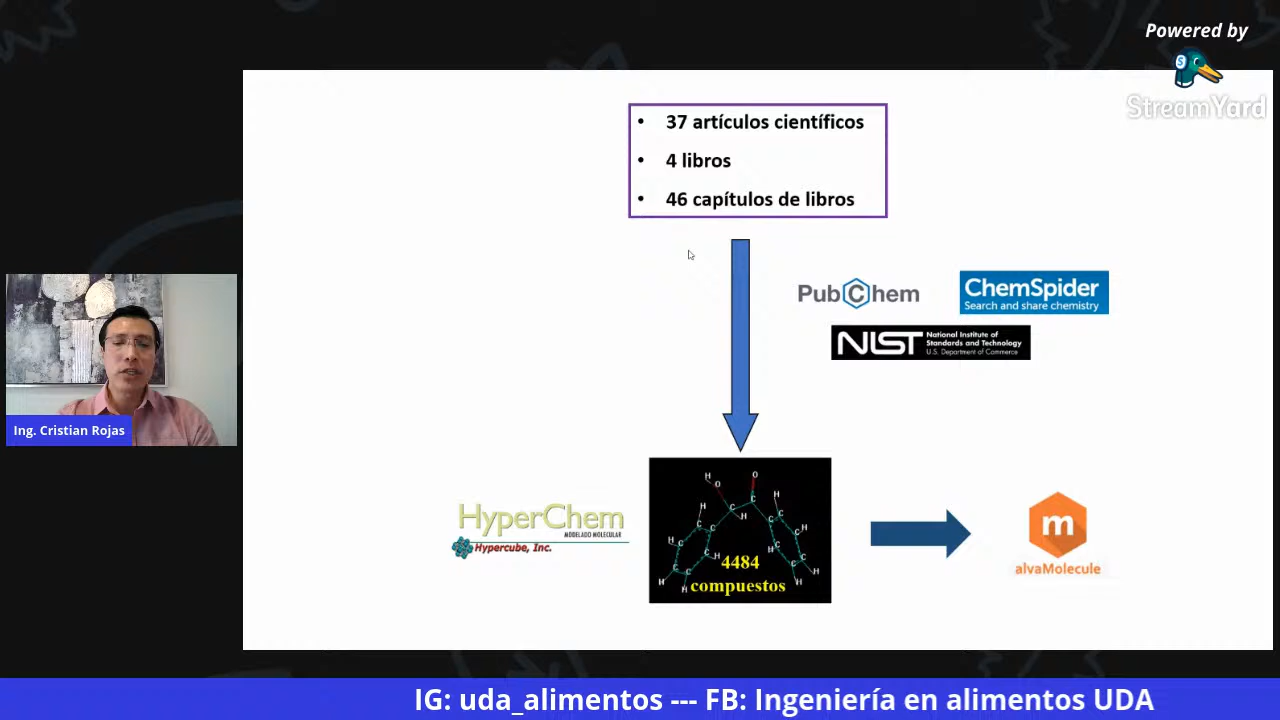 Powered by
StreamYard
• 37 artículos científicos
• 4 libros
• 46 capítulos de libros
PubChem
ChemSpider
Search and share chemistry
NIST
National Institute of
Standards and Technology
U.S. Department of Commerce
Ing. Cristian Rojas
HyperChem
MODELADO MOLECULAR
Hypercube, Inc.
H
O
O
H
H
C
C
C
H
C
C
H
C
C
H
C
C
H
C
H
C
C
H
H
H
H
4484
compuestos
m
alvaMolecule
IG: uda_alimentos --- FB: Ingeniería en alimentos UDA